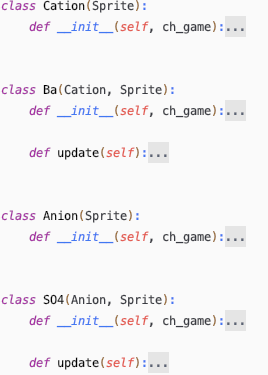 class Cation(Sprite):
def __init__(self, ch_game):...
class Ba(Cation, Sprite):
def __init__(self, ch_game):...
def update(self):...
class Anion(Sprite):
def __init__(self, ch_game):...
class SO4(Anion, Sprite):
def __init__(self, ch_game):...
def update(self):...